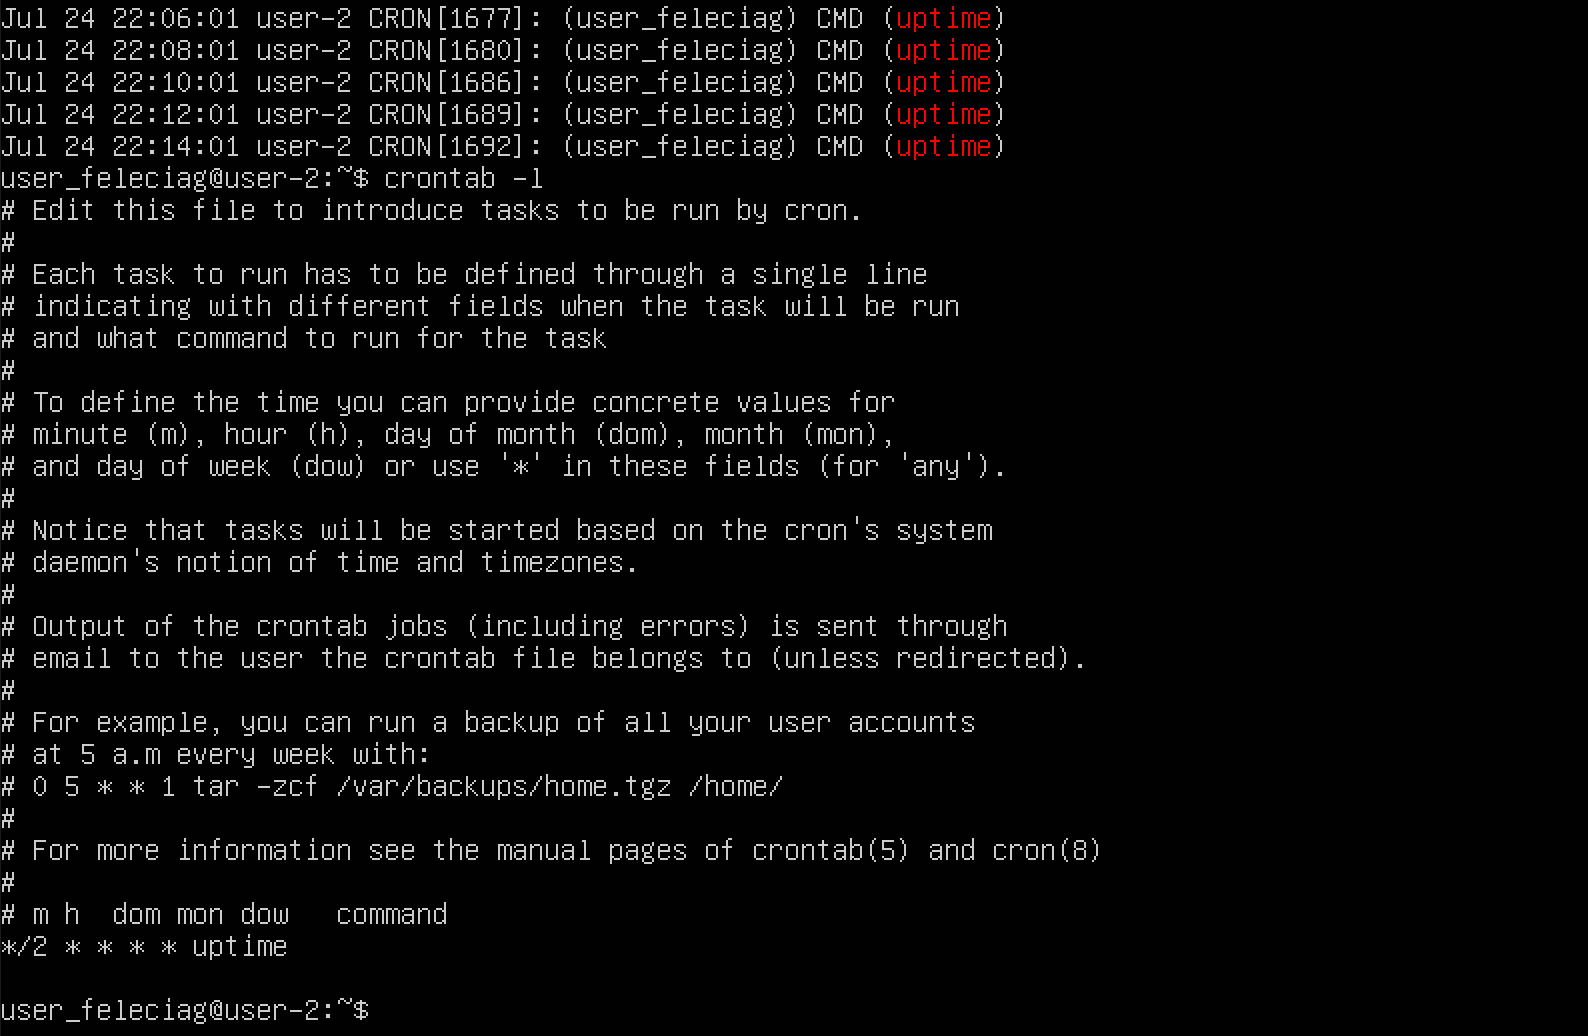 Jul 24 22:06:01 user-2 CRON[1677]: (user_feleciag) CMD (uptime)
Jul 24 22:08:01 user-2 CRON[1680]: (user_feleciag) CMD (uptime)
Jul 24 22:10:01 user-2 CRON[1686]: (user_feleciag) CMD (uptime)
Jul 24 22:12:01 user-2 CRON[1689]: (user_feleciag) CMD (uptime)
Jul 24 22:14:01 user-2 CRON[1692]: (user_feleciag) CMD (uptime)
user_feleciag@user-2:~$ crontab -l
# Edit this file to introduce tasks to be run by cron.
#
# Each task to run has to be defined through a single line
# indicating with different fields when the task will be run
# and what command to run for the task
#
# To define the time you can provide concrete values for
# minute (m), hour (h), day of month (dom), month (mon),
# and day of week (dow) or use '*' in these fields (for 'any').
#
# Notice that tasks will be started based on the cron's system
# daemon's notion of time and timezones.
#
# Output of the crontab jobs (including errors) is sent through
# email to the user the crontab file belongs to (unless redirected).
#
# For example, you can run a backup of all your user accounts
# at 5 a.m every week with:
# 0 5 * * 1 tar -zcf /var/backups/home.tgz /home/
#
# For more information see the manual pages of crontab(5) and cron(8)
#
# m h  dom mon dow   command
*/2 * * * * uptime

user_feleciag@user-2:~$